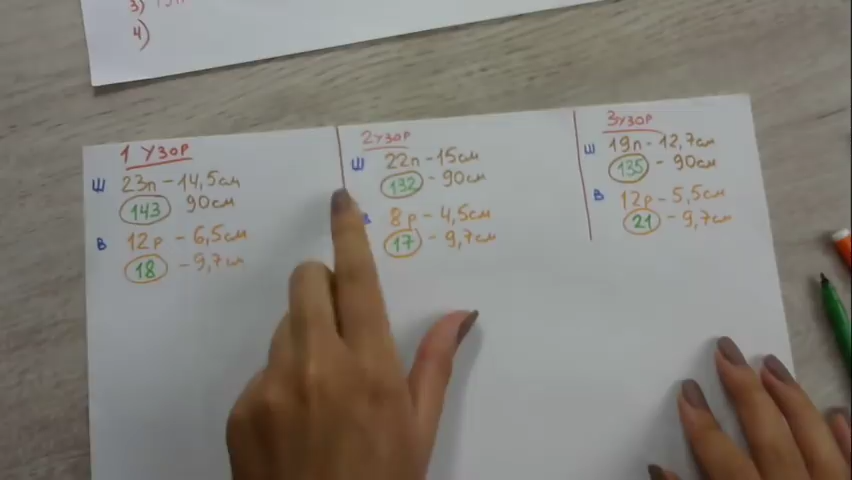 3)
4)
1 УЗОР
Ш 23п - 14,5см
143 90см
В 12р - 6,5см
18 - 9,7см
2 УЗОР
Ш 22п - 15см
132 - 90см
В 8р - 4,5см
17 - 9,7см
3 УЗОР
Ш 19п - 12,7см
135 - 90см
В 12р - 5,5см
21 - 9,7см